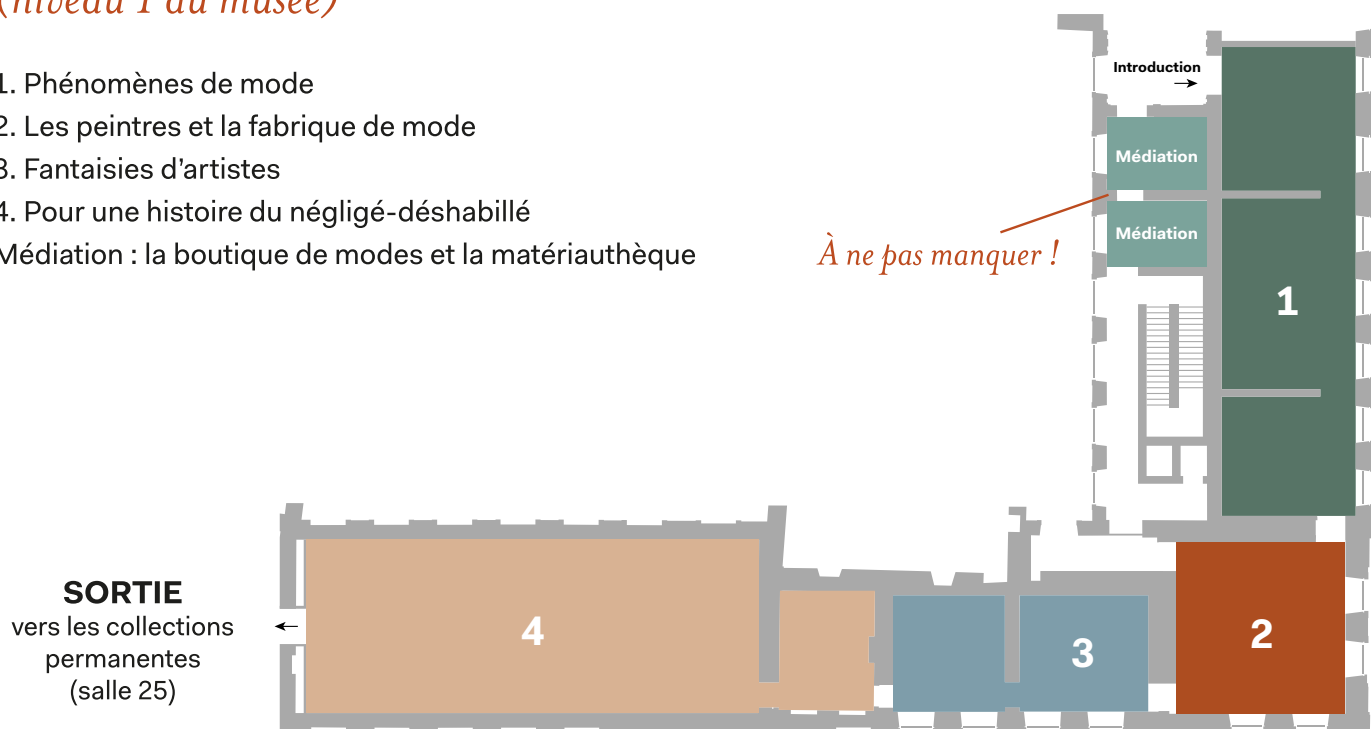 (niveau 1 du musée)
1. Phénomènes de mode
2. Les peintres et la fabrique de mode
3. Fantaisies d’artistes
4. Pour une histoire du négligé-déshabillé
Médiation : la boutique de modes et la matériauthèque
Introduction
Médiation
Médiation
À ne pas manquer !
1
SORTIE
vers les collections
permanentes
(salle 25)
4
3
2